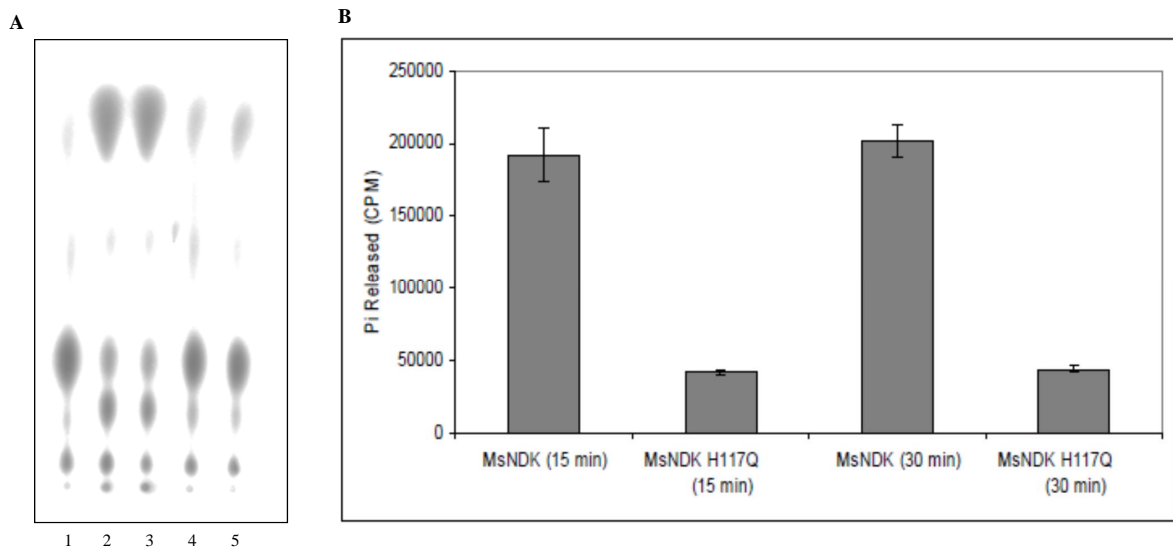 A
B
1 2 3 4 5
Pi Released (CPM)
250000
200000
150000
100000
50000
0
MsNDK (15 min)
MsNDK H117Q
(15 min)
MsNDK (30 min)
MsNDK H117Q
(30 min)